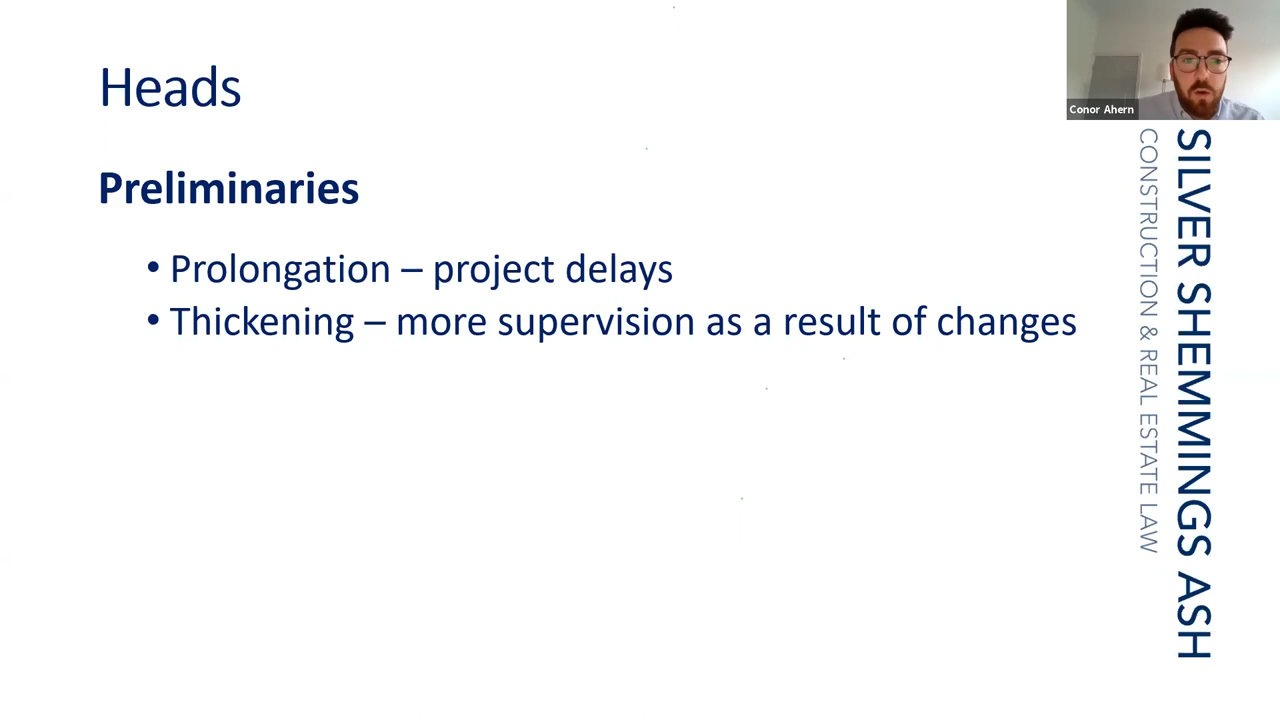 Heads
Preliminaries
• Prolongation – project delays
• Thickening – more supervision as a result of changes
Conor Ahern
SILVER SHEMMINGS ASH
CONSTRUCTION & REAL ESTATE LAW